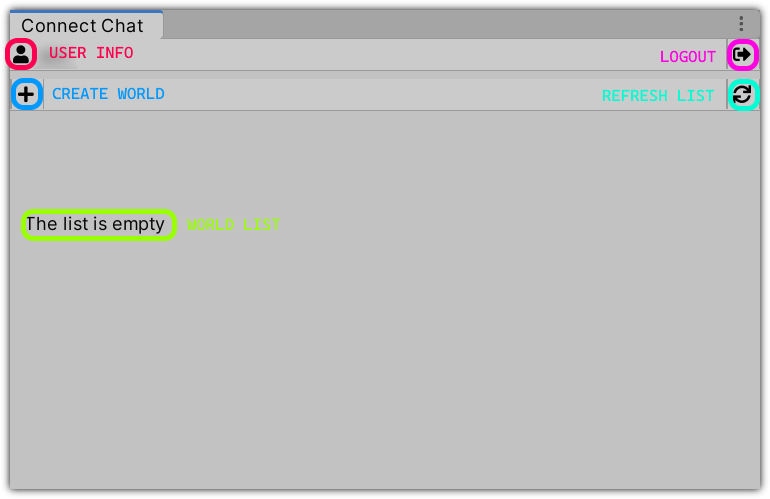 Connect Chat
USER INFO
LOGOUT
CREATE WORLD
REFRESH LIST
The list is empty
WORLD LIST